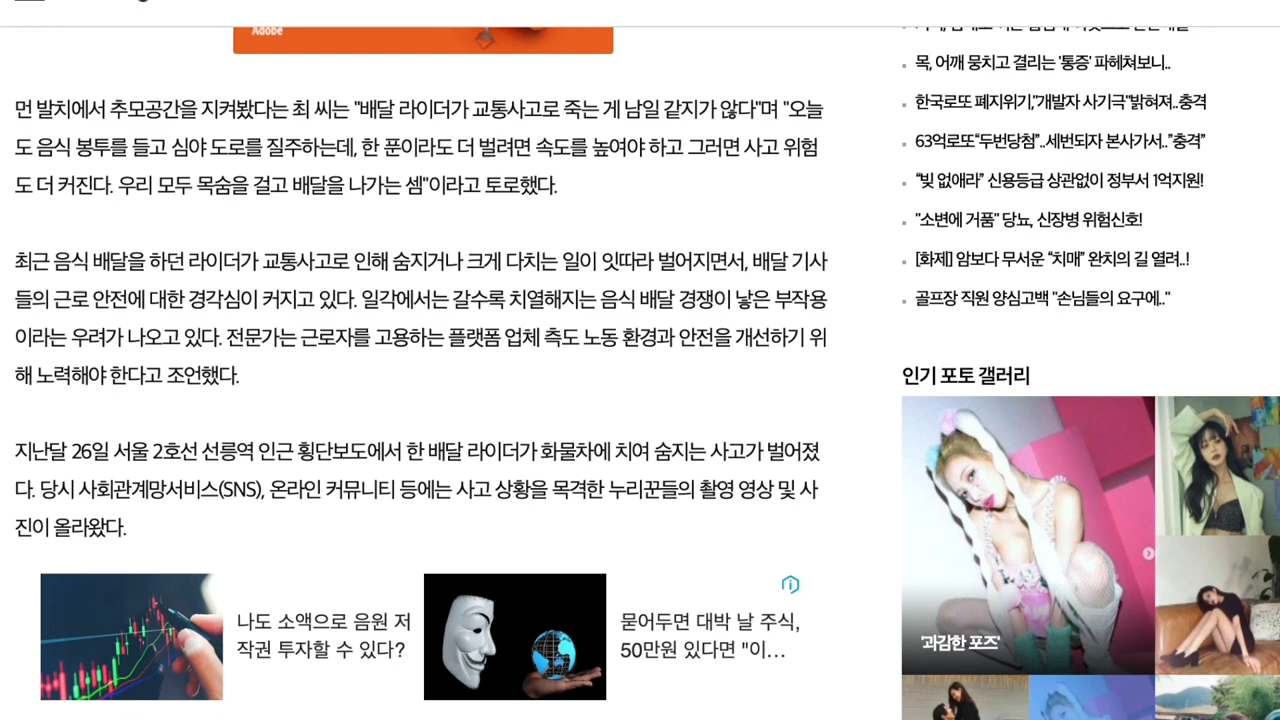 Adobe
먼 발치에서 추모공간을 지켜봤다는 최 씨는 "배달 라이더가 교통사고로 죽는 게 남일 같지가 않다"며 "오늘
도 음식 봉투를 들고 심야 도로를 질주하는데, 한 푼이라도 더 벌려면 속도를 높여야 하고 그러면 사고 위험
도 더 커진다. 우리 모두 목숨을 걸고 배달을 나가는 셈"이라고 토로했다.
최근 음식 배달을 하던 라이더가 교통사고로 인해 숨지거나 크게 다치는 일이 잇따라 벌어지면서, 배달 기사
들의 근로 안전에 대한 경각심이 커지고 있다. 일각에서는 갈수록 치열해지는 음식 배달 경쟁이 낳은 부작용
이라는 우려가 나오고 있다. 전문가는 근로자를 고용하는 플랫폼 업체 측도 노동 환경과 안전을 개선하기 위
해 노력해야 한다고 조언했다.
지난달 26일 서울 2호선 선릉역 인근 횡단보도에서 한 배달 라이더가 화물차에 치여 숨지는 사고가 벌어졌
다. 당시 사회관계망서비스(SNS), 온라인 커뮤니티 등에는 사고 상황을 목격한 누리꾼들의 촬영 영상 및 사
진이 올라왔다.
나도 소액으로 음원 저
작권 투자할 수 있다?
묻어두면 대박 날 주식,
50만원 있다면 "이...
목, 어깨 뭉치고 결리는 '통증' 파헤쳐보니..
한국로또 폐지위기,"개발자 사기극"밝혀져..충격
63억로또“두번당첨”..세번되자 본사가서..”충격”
“빚 없애라” 신용등급 상관없이 정부서 1억지원!
"소변에 거품" 당뇨, 신장병 위험신호!
[화제] 암보다 무서운 “치매” 완치의 길 열려..!
골프장 직원 양심고백 "손님들의 요구에.."
인기 포토 갤러리
'과감한 포즈'